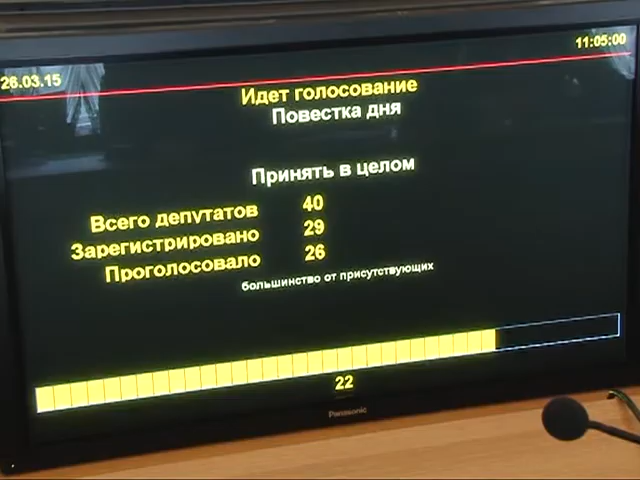 26.03.15 11:05:00
Идет голосование
Повестка дня
Принять в целом
Всего депутатов 40
Зарегистрировано 29
Проголосовало 26
большинство от присутствующих
22
Panasonic